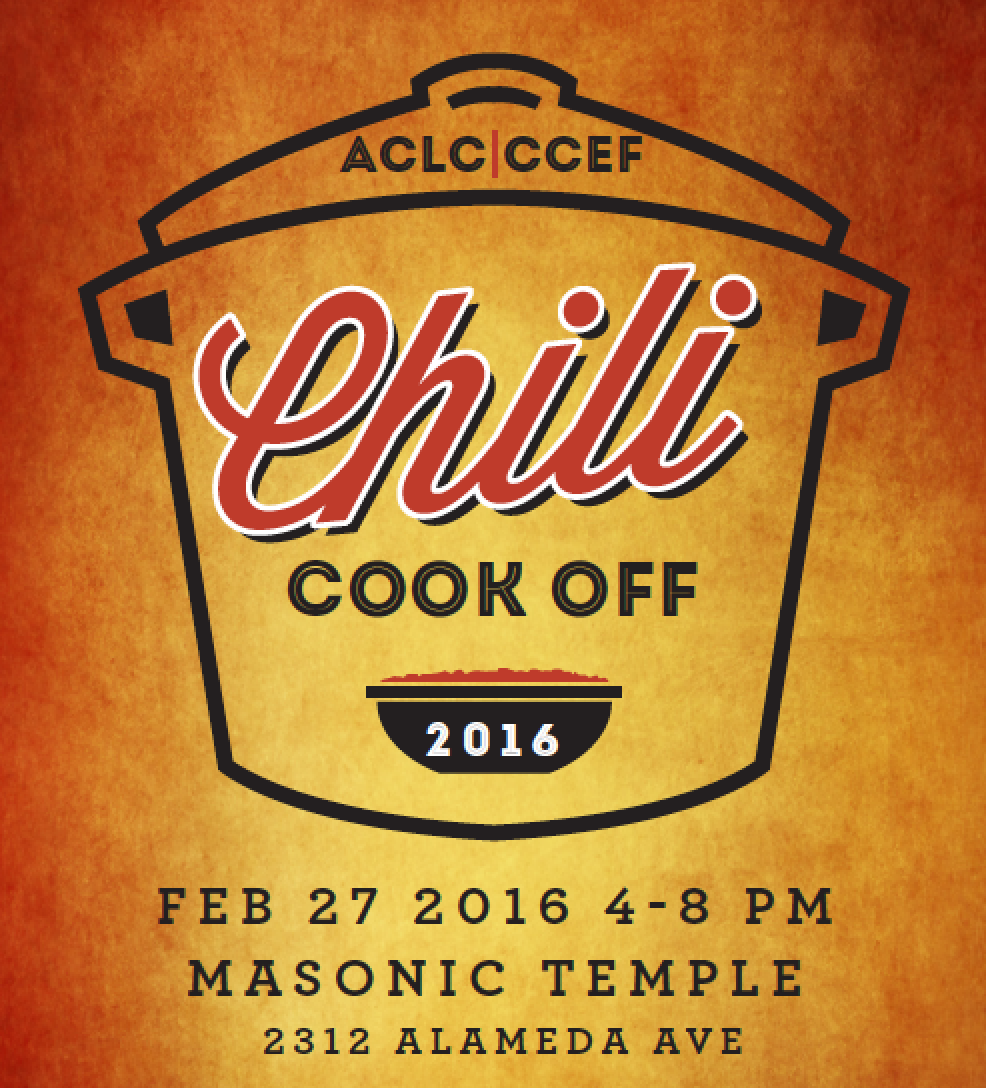 ACLC|CCEF
Chili
COOK OFF
2016
FEB 27 2016 4-8 PM
MASONIC TEMPLE
2312 ALAMEDA AVE